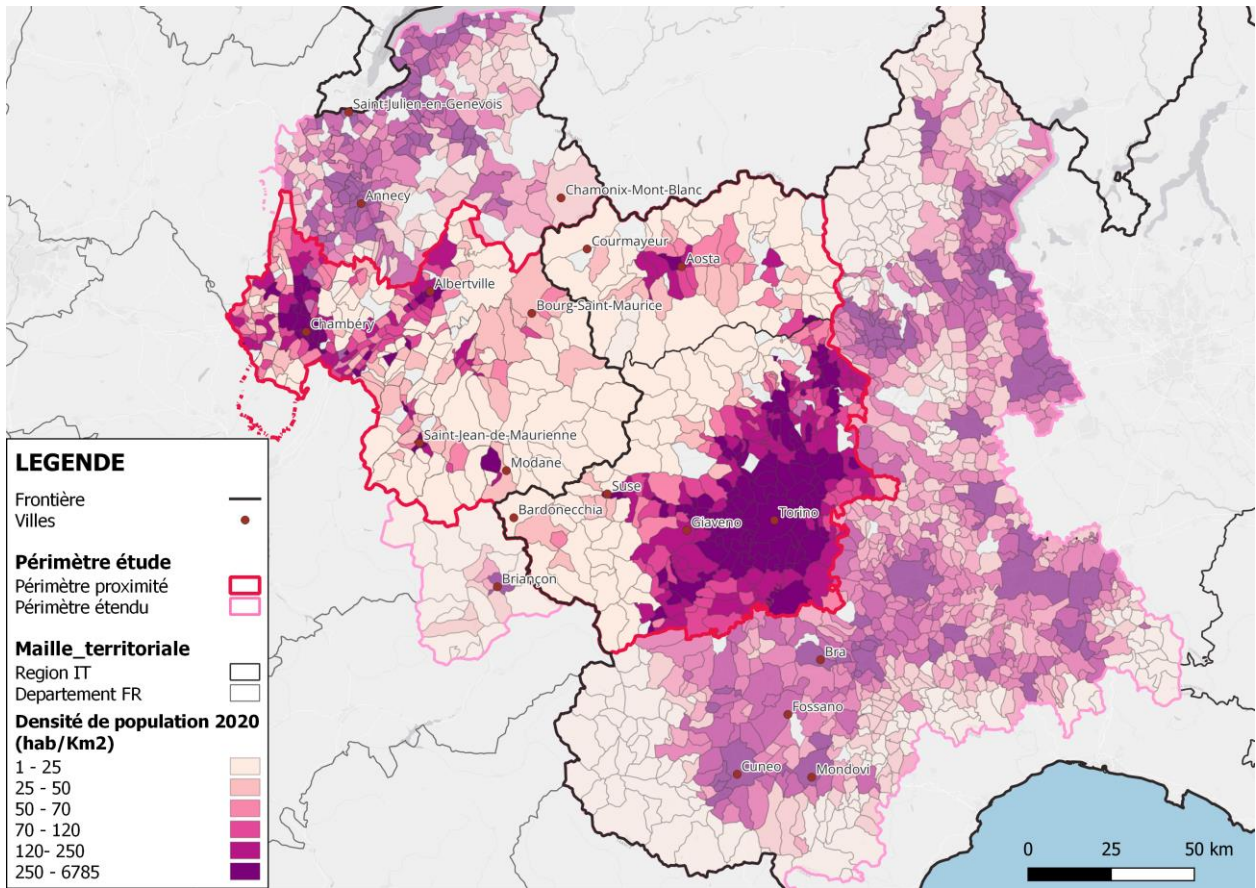 Saint-Julien-en-Genevois
Annecy
Chamonix-Mont-Blanc
Courmayeur
Aosta
Albertville
Bourg-Saint-Maurice
Chambéry
Saint-Jean-de-Maurienne
Modane
Suse
Bardonecchia
Giaveno
Torino
Briançon
Bra
Fossano
Cuneo
Mondovi
LEGENDE
Frontière
Villes
Périmètre étude
Périmètre proximité
Périmètre étendu
Maille_territoriale
Region IT
Departement FR
Densité de population 2020
(hab/Km2)
1 - 25
25 - 50
50 - 70
70 - 120
120- 250
250 - 6785
0 25 50 km